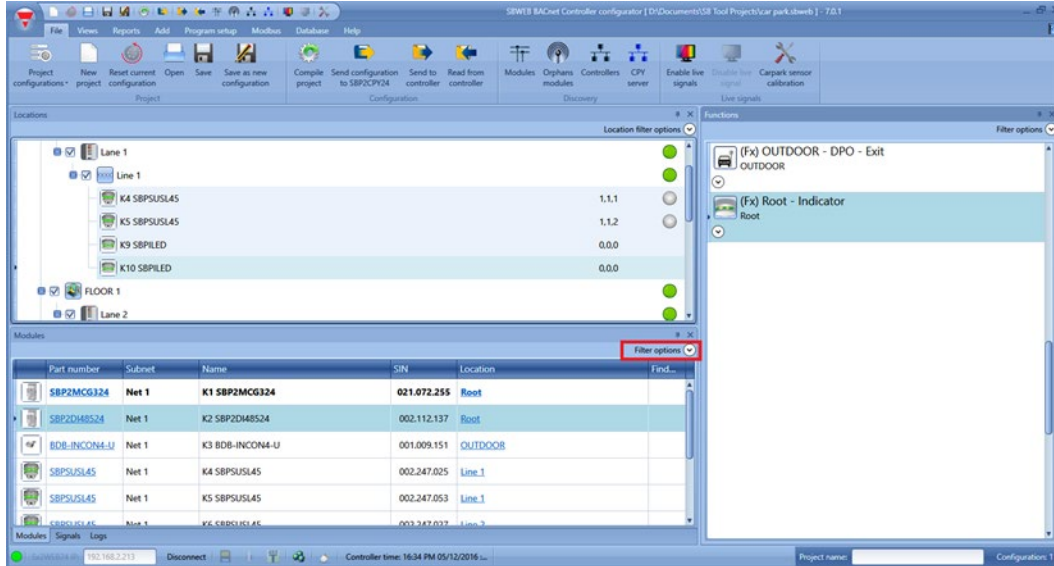 SBWEB BACnet Controller configurator [ D:\Documents\SB Tool Projects\car park.sbweb ] - 7.0.1
File Views Reports Add Program setup Modbus Database Help
Project configurations
New project
Reset current configuration
Open
Save
Save as new configuration
Compile project
Send configuration to SBP2CPY24
Send to controller
Read from controller
Modules
Orphans modules
Controllers
CPY server
Enable live signals
Disable live signal
Carpark sensor calibration
Project
Configuration
Discovery
Live signals
Locations
Location filter options
Lane 1
Line 1
K4 SBPSUSL45 1,1,1
K5 SBPSUSL45 1,1,2
K9 SBPILED 0,0,0
K10 SBPILED 0,0,0
FLOOR 1
Lane 2
Functions
Filter options
(Fx) OUTDOOR - DPO - Exit
OUTDOOR
(Fx) Root - Indicator
Root
Modules
Filter options
Part number Subnet Name SIN Location Find...
SBP2MCG324 Net 1 K1 SBP2MCG324 021.072.255 Root
SBP2DI48524 Net 1 K2 SBP2DI48524 002.112.137 Root
BDB-INCON4-U Net 1 K3 BDB-INCON4-U 001.009.151 OUTDOOR
SBPSUSL45 Net 1 K4 SBPSUSL45 002.247.025 Line 1
SBPSUSL45 Net 1 K5 SBPSUSL45 002.247.053 Line 1
SBPSUSL45 Net 1 K6 SBPSUSL45 002.247.027 Line 2
Modules Signals Logs
192.168.2.213 Disconnect Controller time: 16:34 PM 05/12/2016 -... Project name: Configuration: 1